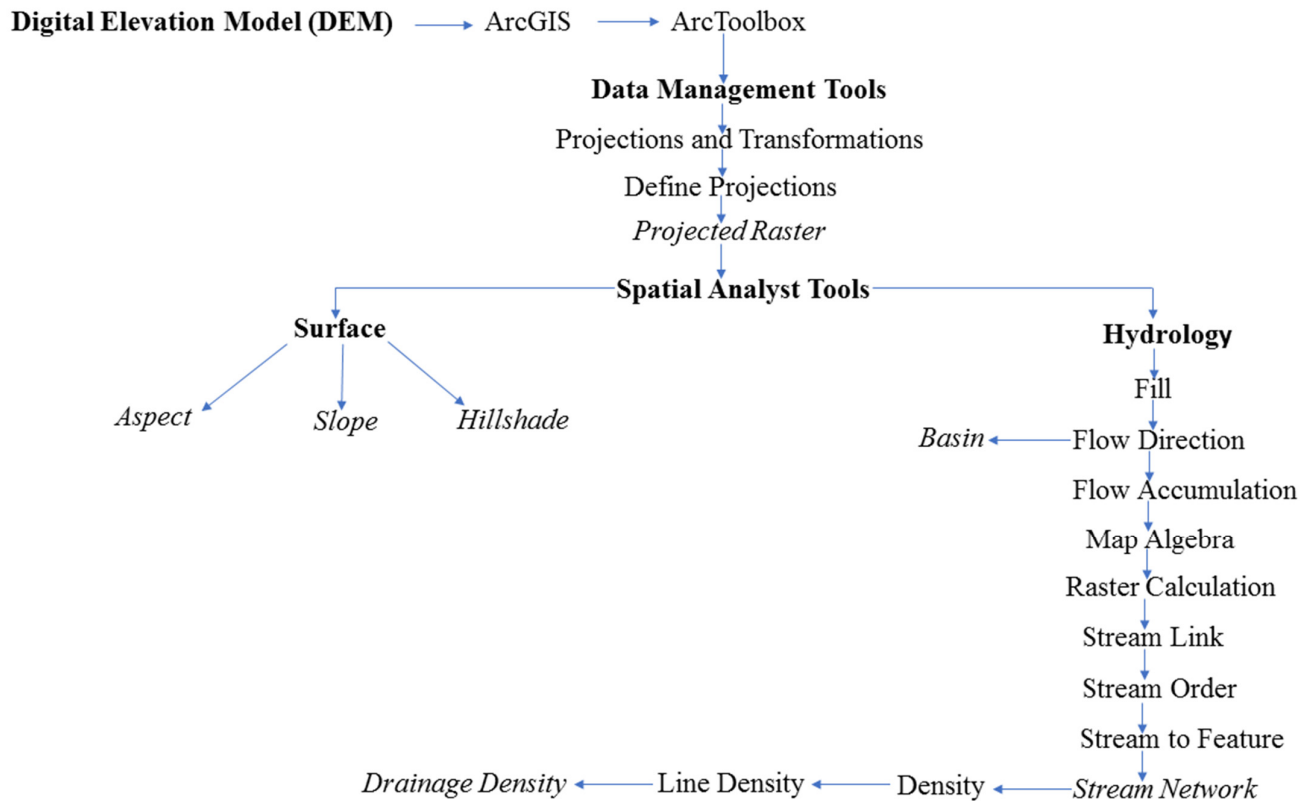 Digital Elevation Model (DEM) ArcGIS ArcToolbox
Data Management Tools
Projections and Transformations
Define Projections
Projected Raster
Spatial Analyst Tools
Surface
Aspect Slope Hillshade
Hydrology
Fill
Basin Flow Direction
Flow Accumulation
Map Algebra
Raster Calculation
Stream Link
Stream Order
Stream to Feature
Drainage Density Line Density Density Stream Network